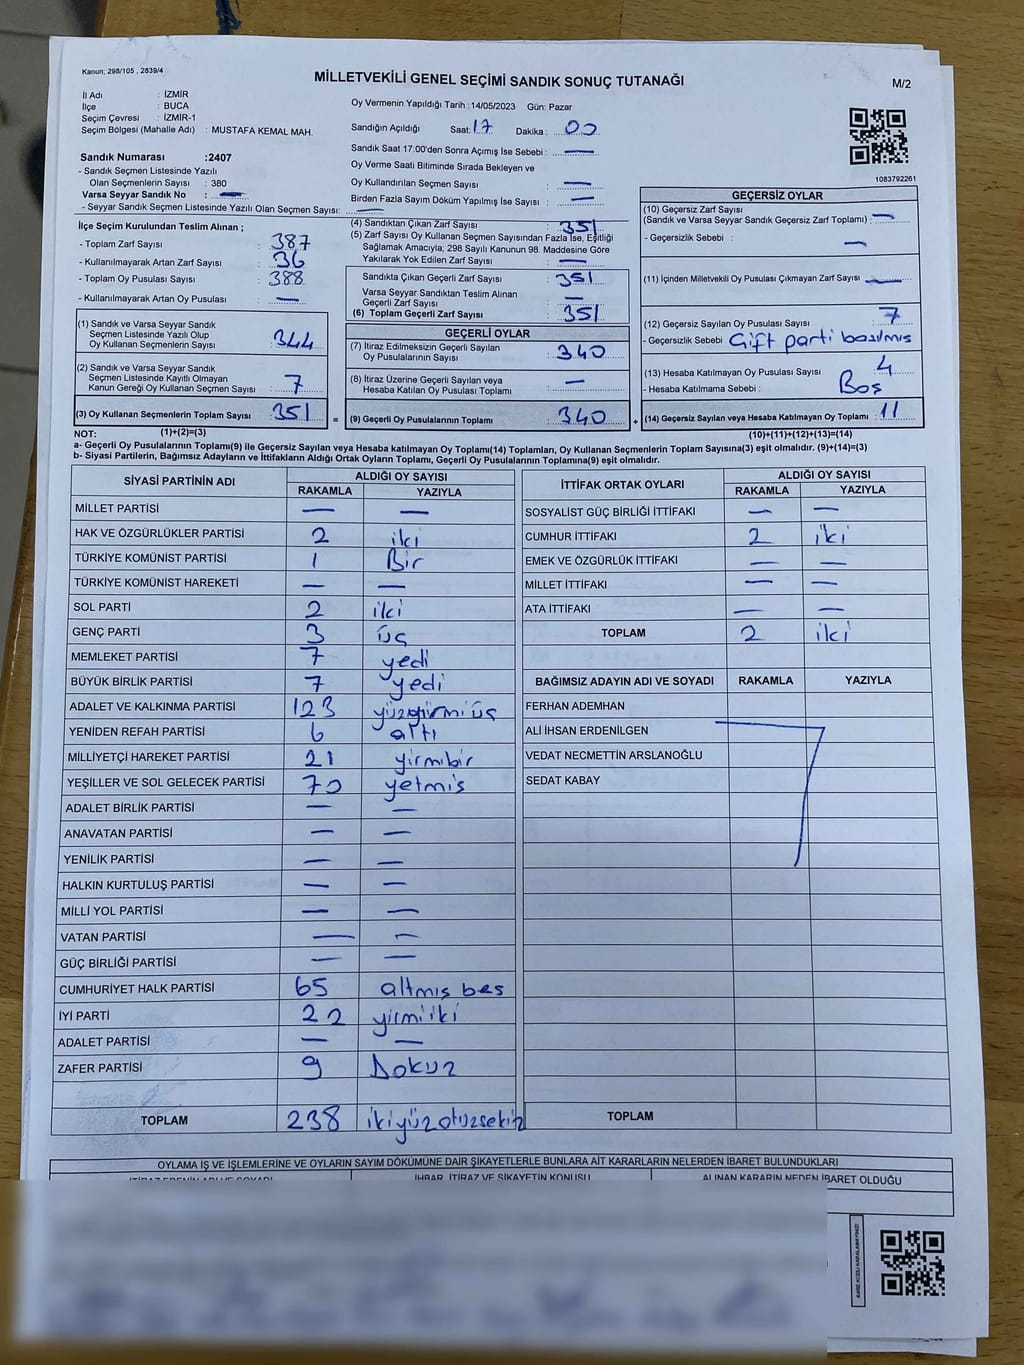 Kanun; 298/105 , 2839/4
MİLLETVEKİLİ GENEL SEÇİMİ SANDIK SONUÇ TUTANAĞI
M/2
İl Adı : İZMİR
İlçe : BUCA
Seçim Çevresi : İZMİR-1
Seçim Bölgesi (Mahalle Adı) : MUSTAFA KEMAL MAH.
Oy Vermenin Yapıldığı Tarih :14/05/2023 Gün: Pazar
Sandığın Açıldığı Saat: 17 Dakika : 00
Sandık Saat 17:00'den Sonra Açımış İse Sebebi : —
Oy Verme Saati Bitiminde Sırada Bekleyen ve
Oy Kullandırılan Seçmen Sayısı : —
Birden Fazla Sayım Döküm Yapılmış İse Sayısı : —
1083792261
Sandık Numarası :2407
- Sandık Seçmen Listesinde Yazılı
Olan Seçmenlerin Sayısı : 380
Varsa Seyyar Sandık No : —
- Seyyar Sandık Seçmen Listesinde Yazılı Olan Seçmen Sayısı: —
İlçe Seçim Kurulundan Teslim Alınan ;
- Toplam Zarf Sayısı : 387
- Kullanılmayarak Artan Zarf Sayısı : 36
- Toplam Oy Pusulası Sayısı : 388
- Kullanılmayarak Artan Oy Pusulası : —
(1) Sandık ve Varsa Seyyar Sandık
Seçmen Listesinde Yazılı Olup
Oy Kullanan Seçmenlerin Sayısı : 344
(2) Sandık ve Varsa Seyyar Sandık
Seçmen Listesinde Kayıtlı Olmayan
Kanun Gereği Oy Kullanan Seçmen Sayısı : 7
(3) Oy Kullanan Seçmenlerin Toplam Sayısı : 351 =
(1)+(2)=(3)
(4) Sandıktan Çıkan Zarf Sayısı : 351
(5) Zarf Sayısı Oy Kullanan Seçmen Sayısından Fazla İse, Eşitliği
Sağlamak Amacıyla, 298 Sayılı Kanunun 98. Maddesine Göre
Yakılarak Yok Edilen Zarf Sayısı : —
Sandıkta Çıkan Geçerli Zarf Sayısı : 351
Varsa Seyyar Sandıktan Teslim Alınan
Geçerli Zarf Sayısı : —
(6) Toplam Geçerli Zarf Sayısı : 351
GEÇERLİ OYLAR
(7) İtiraz Edilmeksizin Geçerli Sayılan
Oy Pusulalarının Sayısı : 340
(8) İtiraz Üzerine Geçerli Sayılan veya
Hesaba Katılan Oy Pusulası Toplamı : —
(9) Geçerli Oy Pusulalarının Toplamı : 340 +
GEÇERSİZ OYLAR
(10) Geçersiz Zarf Sayısı
(Sandık ve Varsa Seyyar Sandık Geçersiz Zarf Toplamı) : —
- Geçersizlik Sebebi : —
(11) İçinden Milletvekili Oy Pusulası Çıkmayan Zarf Sayısı : —
(12) Geçersiz Sayılan Oy Pusulası Sayısı : 7
- Geçersizlik Sebebi Çift parti basılmış
(13) Hesaba Katılmayan Oy Pusulası Sayısı : 4
- Hesaba Katılmama Sebebi : Boş
(14) Geçersiz Sayılan veya Hesaba Katılmayan Oy Toplamı : 11
(10)+(11)+(12)+(13)=(14)
NOT:
a- Geçerli Oy Pusulalarının Toplamı(9) ile Geçersiz Sayılan veya Hesaba katılmayan Oy Toplamı(14) Toplamları, Oy Kullanan Seçmenlerin Toplam Sayısına(3) eşit olmalıdır. (9)+(14)=(3)
b- Siyasi Partilerin, Bağımsız Adayların ve İttifakların Aldığı Ortak Oyların Toplamı, Geçerli Oy Pusulalarının Toplamına(9) eşit olmalıdır.
SİYASİ PARTİNİN ADI ALDIĞI OY SAYISI
RAKAMLA YAZIYLA
MİLLET PARTİSİ — —
HAK VE ÖZGÜRLÜKLER PARTİSİ 2 iki
TÜRKİYE KOMÜNİST PARTİSİ 1 Bir
TÜRKİYE KOMÜNİST HAREKETİ — —
SOL PARTİ 2 iki
GENÇ PARTİ 3 üç
MEMLEKET PARTİSİ 7 yedi
BÜYÜK BİRLİK PARTİSİ 7 yedi
ADALET VE KALKINMA PARTİSİ 123 yüzyirmiüç
YENİDEN REFAH PARTİSİ 6 altı
MİLLİYETÇİ HAREKET PARTİSİ 21 yirmibir
YEŞİLLER VE SOL GELECEK PARTİSİ 70 yetmiş
ADALET BİRLİK PARTİSİ — —
ANAVATAN PARTİSİ — —
YENİLİK PARTİSİ — —
HALKIN KURTULUŞ PARTİSİ — —
MİLLİ YOL PARTİSİ — —
VATAN PARTİSİ — —
GÜÇ BİRLİĞİ PARTİSİ — —
CUMHURİYET HALK PARTİSİ 65 altmış beş
İYİ PARTİ 22 yirmiiki
ADALET PARTİSİ — —
ZAFER PARTİSİ 9 Dokuz
TOPLAM 238 ikiyüzotuzsekiz
İTTİFAK ORTAK OYLARI ALDIĞI OY SAYISI
RAKAMLA YAZIYLA
SOSYALİST GÜÇ BİRLİĞİ İTTİFAKI — —
CUMHUR İTTİFAKI 2 iki
EMEK VE ÖZGÜRLÜK İTTİFAKI — —
MİLLET İTTİFAKI — —
ATA İTTİFAKI — —
TOPLAM 2 iki
BAĞIMSIZ ADAYIN ADI VE SOYADI RAKAMLA YAZIYLA
FERHAN ADEMHAN
ALİ İHSAN ERDENİLGEN
VEDAT NECMETTİN ARSLANOĞLU
SEDAT KABAY
TOPLAM
OYLAMA İŞ VE İŞLEMLERİNE VE OYLARIN SAYIM DÖKÜMÜNE DAİR ŞİKAYETLERLE BUNLARA AİT KARARLARIN NELERDEN İBARET BULUNDUKLARI
İTİRAZ EDENİN ADI VE SOYADI İHBAR, İTİRAZ VE ŞİKAYETİN KONUSU ALINAN KARARIN NEDEN İBARET OLDUĞU
KARE KODU KARALAMAYINIZ!